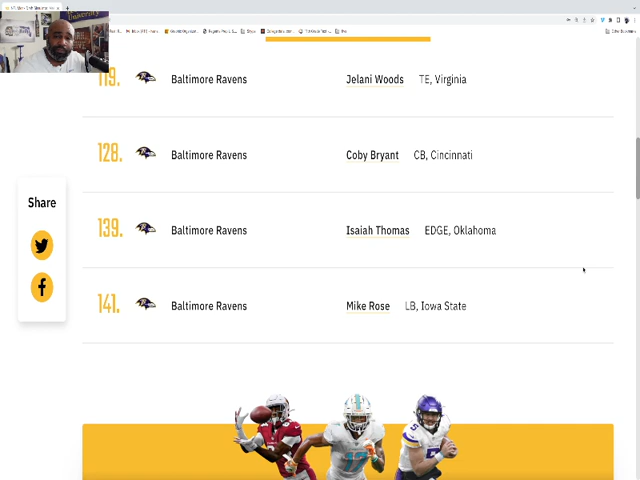 119. Baltimore Ravens Jelani Woods TE, Virginia
128. Baltimore Ravens Coby Bryant CB, Cincinnati
Share
139. Baltimore Ravens Isaiah Thomas EDGE, Oklahoma
141. Baltimore Ravens Mike Rose LB, Iowa State